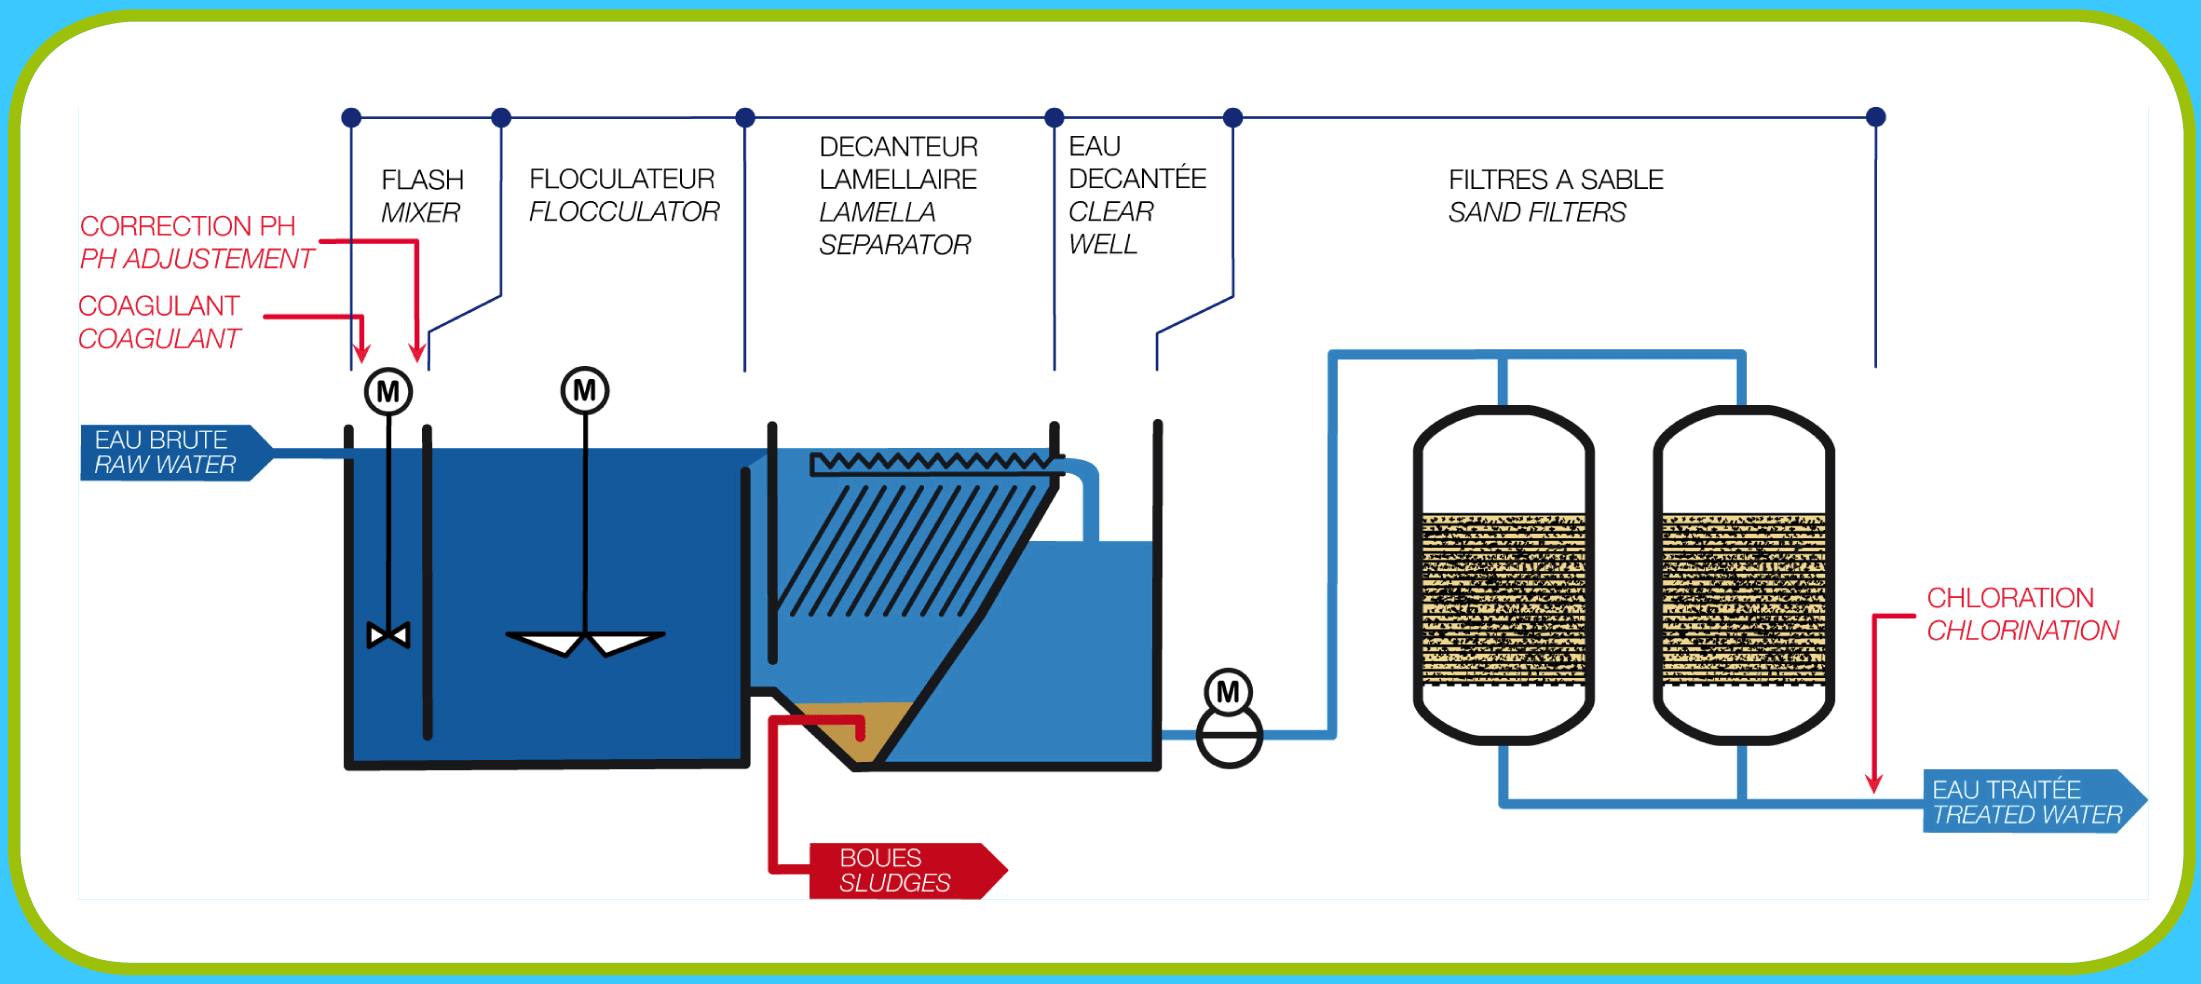 FLASH
MIXER
FLOCULATEUR
FLOCCULATOR
DECANTEUR
LAMELLAIRE
LAMELLA
SEPARATOR
EAU
DECANTÉE
CLEAR
WELL
FILTRES A SABLE
SAND FILTERS
CORRECTION PH
PH ADJUSTEMENT
COAGULANT
COAGULANT
M
M
EAU BRUTE
RAW WATER
M
CHLORATION
CHLORINATION
EAU TRAITÉE
TREATED WATER
BOUES
SLUDGES